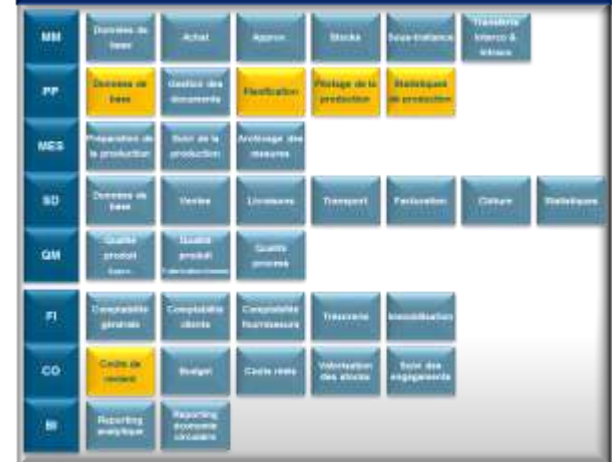 MM
Données de
base
Achat
Approv
Stocks
Sous-traitance
Transferts
Interco &
Intraco
PP
Données de
base
Gestion des
documents
Planification
Pilotage de la
production
Statistiques
de production
MES
Préparation de
la production
Suivi de la
production
Archivage des
mesures
SD
Données de
base
Ventes
Livraisons
Transport
Facturation
Clôture
Statistiques
QM
Qualité
produit
Qualité
produit
Qualité
process
FI
Comptabilité
générale
Comptabilité
clients
Comptabilité
fournisseurs
Trésorerie
Immobilisation
CO
Coûts de
revient
Budget
Coûts réels
Valorisation
des stocks
Suivi des
engagements
BI
Reporting
analytique
Reporting
économie
circulaire